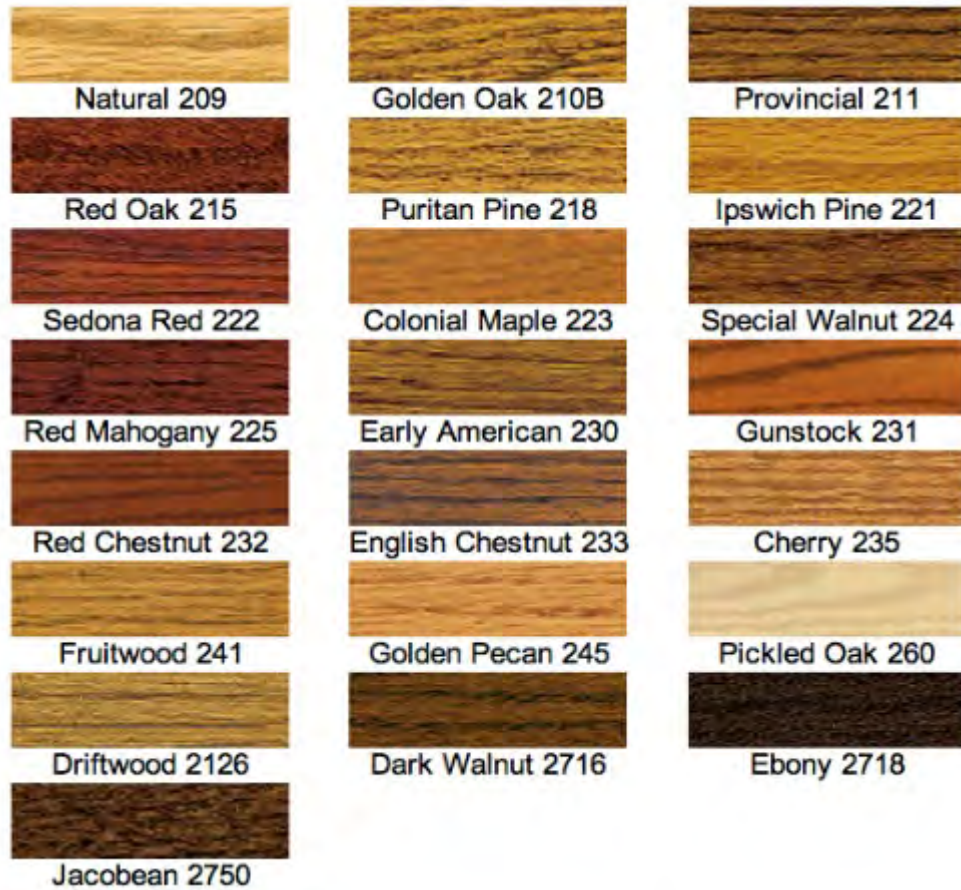 Natural 209
Golden Oak 210B
Provincial 211
Red Oak 215
Puritan Pine 218
Ipswich Pine 221
Sedona Red 222
Colonial Maple 223
Special Walnut 224
Red Mahogany 225
Early American 230
Gunstock 231
Red Chestnut 232
English Chestnut 233
Cherry 235
Fruitwood 241
Golden Pecan 245
Pickled Oak 260
Driftwood 2126
Dark Walnut 2716
Ebony 2718
Jacobean 2750